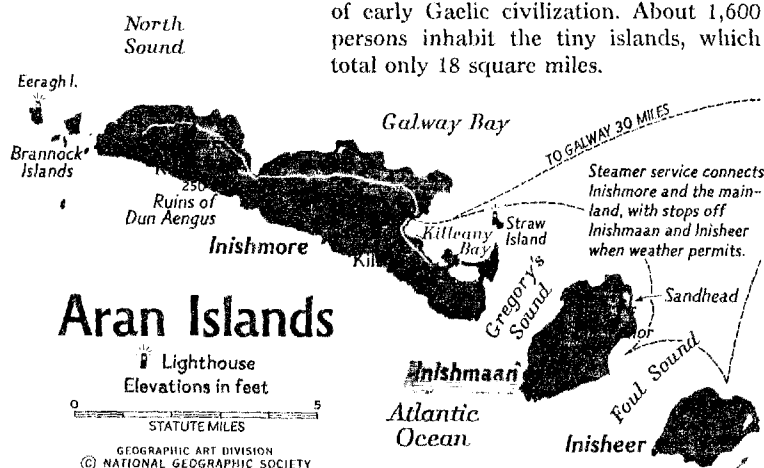 of early Gaelic civilization. About 1,600
persons inhabit the tiny islands, which
total only 18 square miles.
North
Sound
Eeragh I.
Galway Bay
TO GALWAY 30 MILES
Brannock
Islands
250
Ruins of
Dun Aengus
Steamer service connects
Inishmore and the main-
land, with stops off
Inishmaan and Inisheer
when weather permits.
Killeany
Bay
Straw
Island
Inishmore
Gregory's
Sound
Sandhead
Aran Islands
Lighthouse
Elevations in feet
0 5
STATUTE MILES
GEOGRAPHIC ART DIVISION
© NATIONAL GEOGRAPHIC SOCIETY
Inishmaan
Atlantic
Ocean
Foul Sound
Inisheer